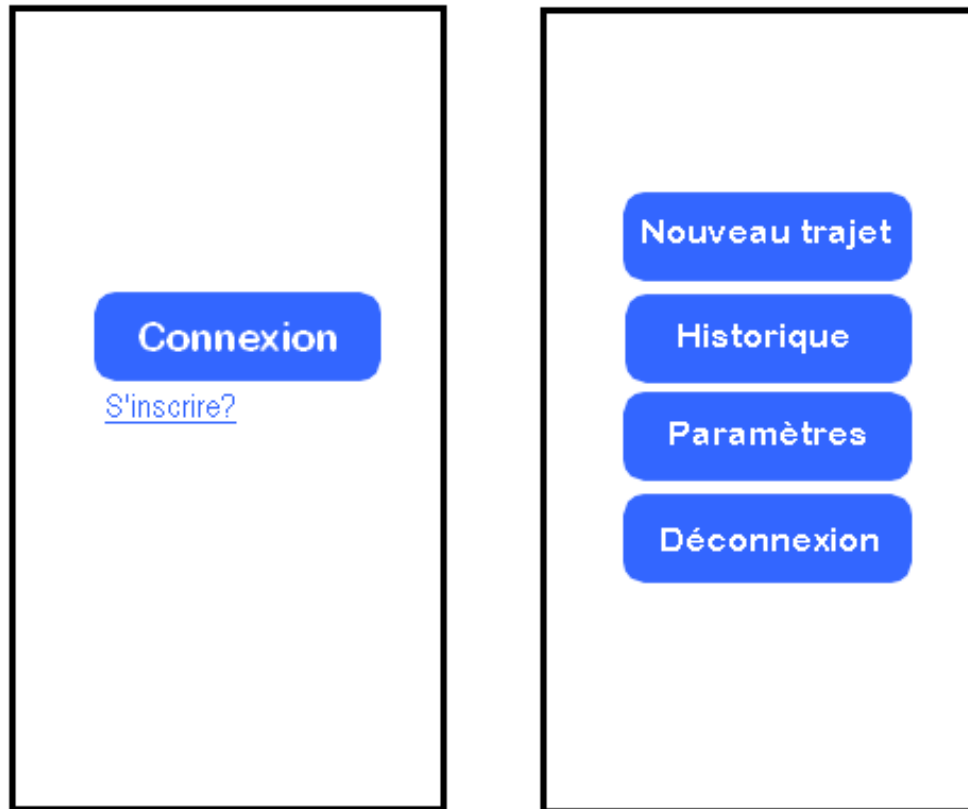 Connexion
S'inscrire?
Nouveau trajet
Historique
Paramètres
Déconnexion